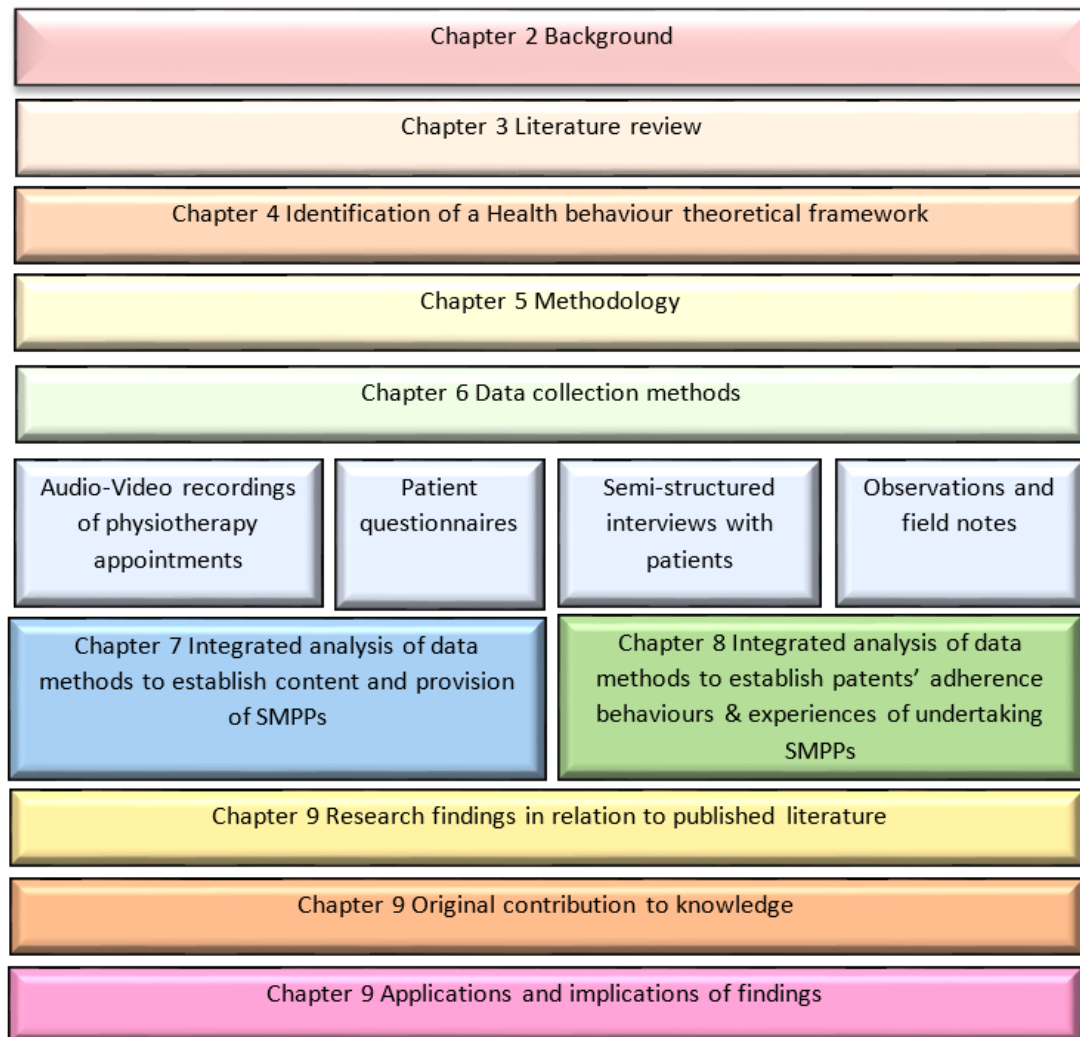 Chapter 2 Background
Chapter 3 Literature review
Chapter 4 Identification of a Health behaviour theoretical framework
Chapter 5 Methodology
Chapter 6 Data collection methods
Audio-Video recordings
of physiotherapy
appointments
Patient
questionnaires
Semi-structured
interviews with
patients
Observations and
field notes
Chapter 7 Integrated analysis of data
methods to establish content and provision
of SMPPs
Chapter 8 Integrated analysis of data
methods to establish patents’ adherence
behaviours & experiences of undertaking
SMPPs
Chapter 9 Research findings in relation to published literature
Chapter 9 Original contribution to knowledge
Chapter 9 Applications and implications of findings